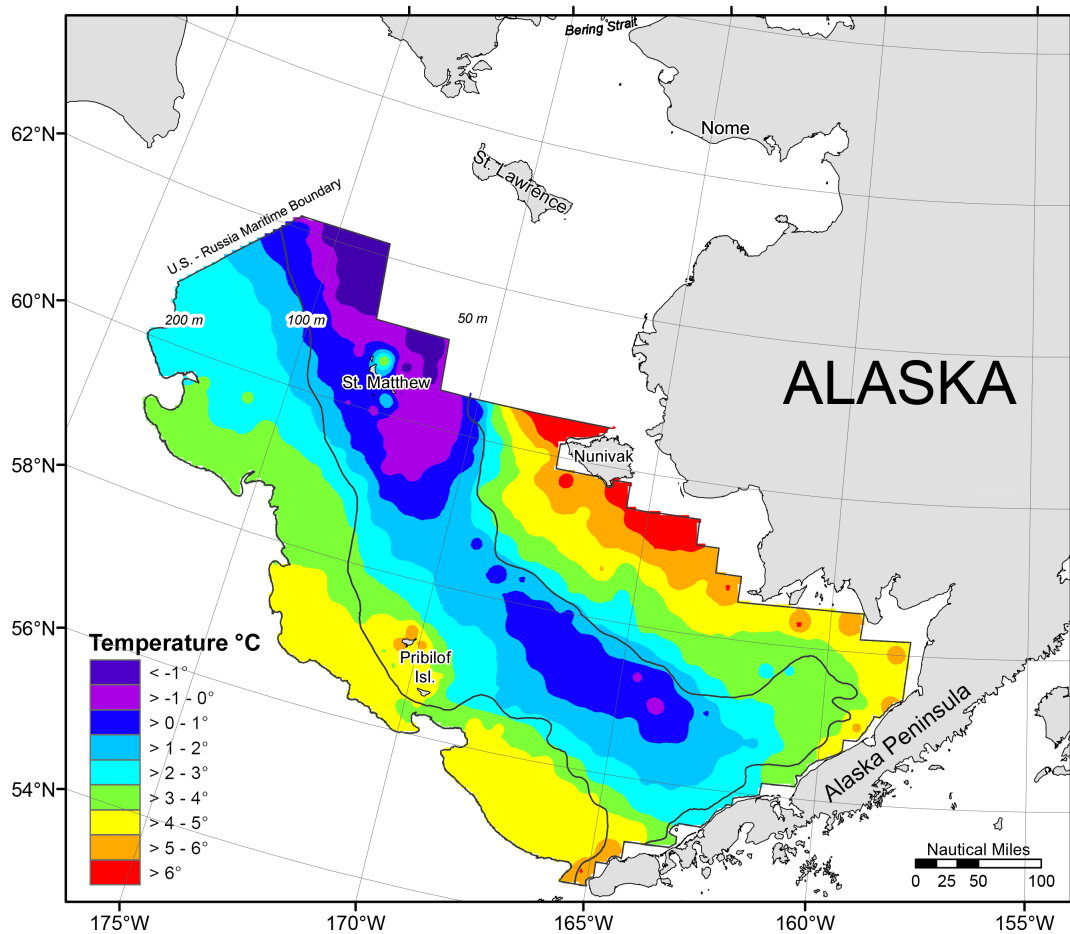 Bering Strait
62°N
Nome
St. Lawrence
U.S. - Russia Maritime Boundary
60°N
200 m
100 m
50 m
St. Matthew
ALASKA
Nunivak
58°N
56°N
Pribilof
Isl.
Temperature °C
< -1°
> -1 - 0°
> 0 - 1°
> 1 - 2°
> 2 - 3°
> 3 - 4°
> 4 - 5°
> 5 - 6°
> 6°
54°N
Alaska Peninsula
Nautical Miles
0 25 50 100
175°W
170°W
165°W
160°W
155°W